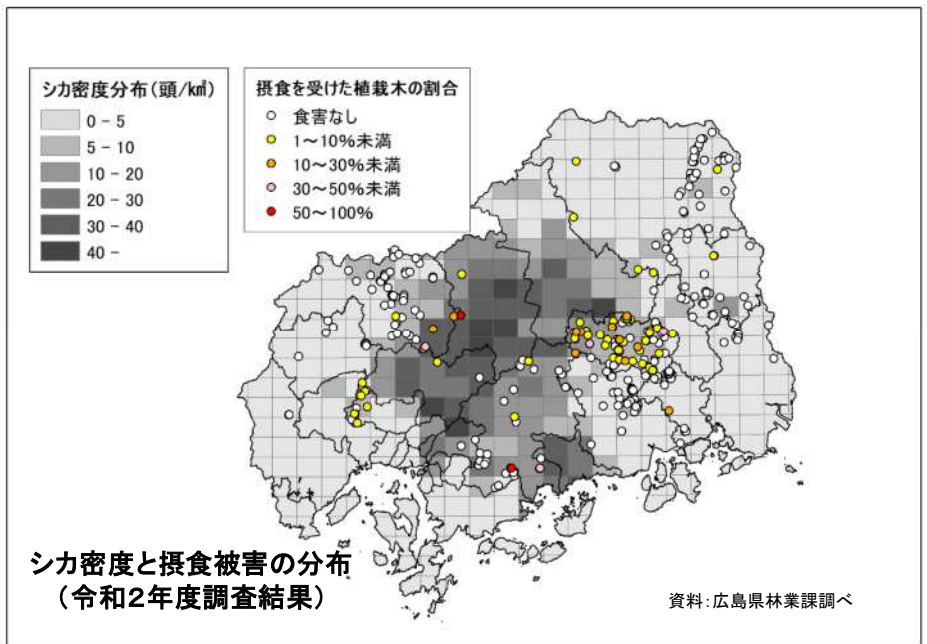 シカ密度分布(頭/k㎡)
0 - 5
5 - 10
10 - 20
20 - 30
30 - 40
40 -
摂食を受けた植栽木の割合
食害なし
1～10%未満
10～30%未満
30～50%未満
50～100%
シカ密度と摂食被害の分布
(令和2年度調査結果)
資料:広島県林業課調べ